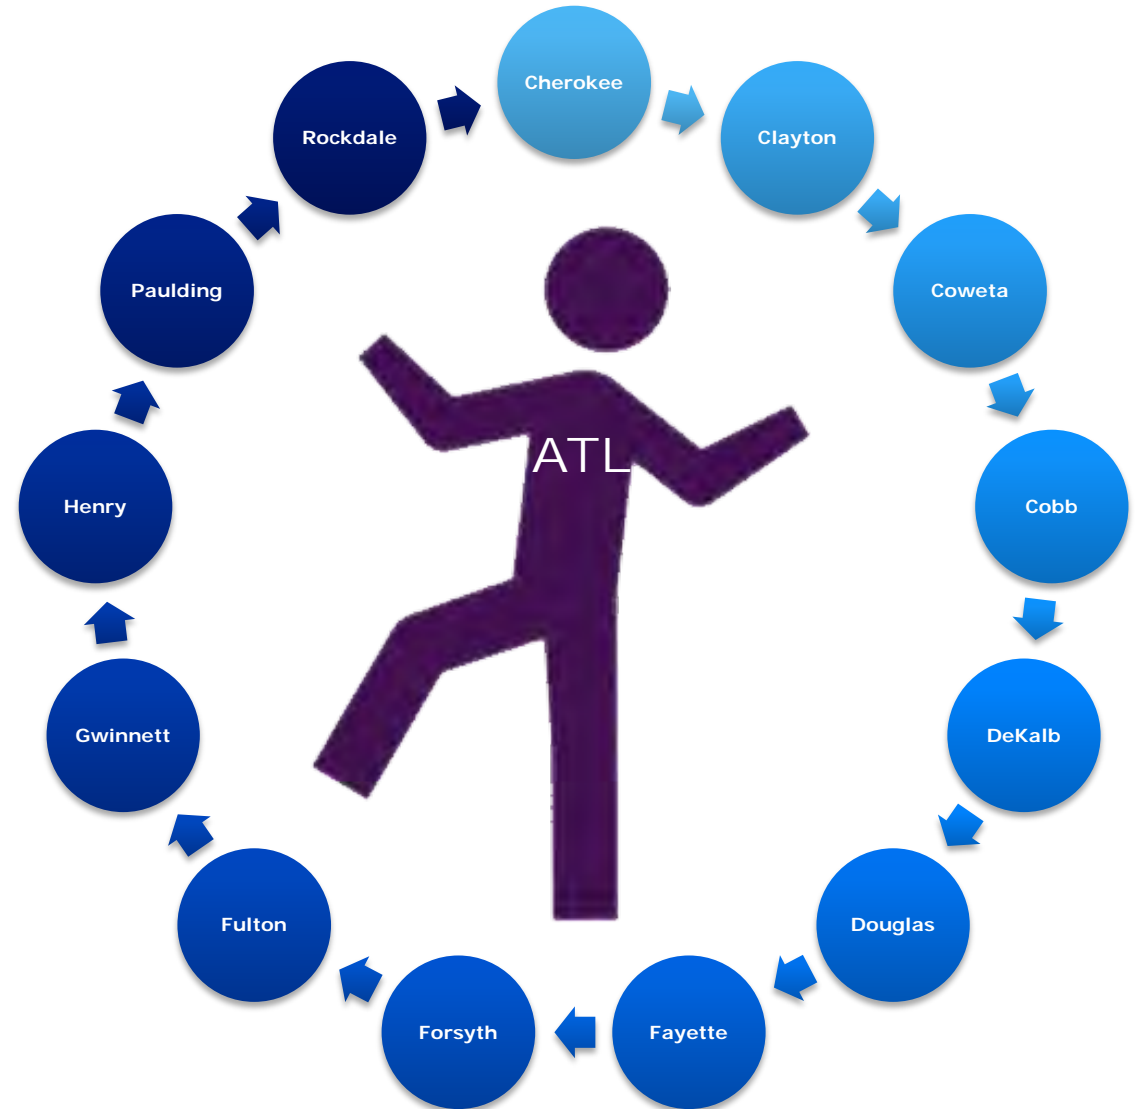 Cherokee
Clayton
Coweta
Cobb
DeKalb
Douglas
Fayette
Forsyth
Fulton
Gwinnett
Henry
Paulding
Rockdale
ATL